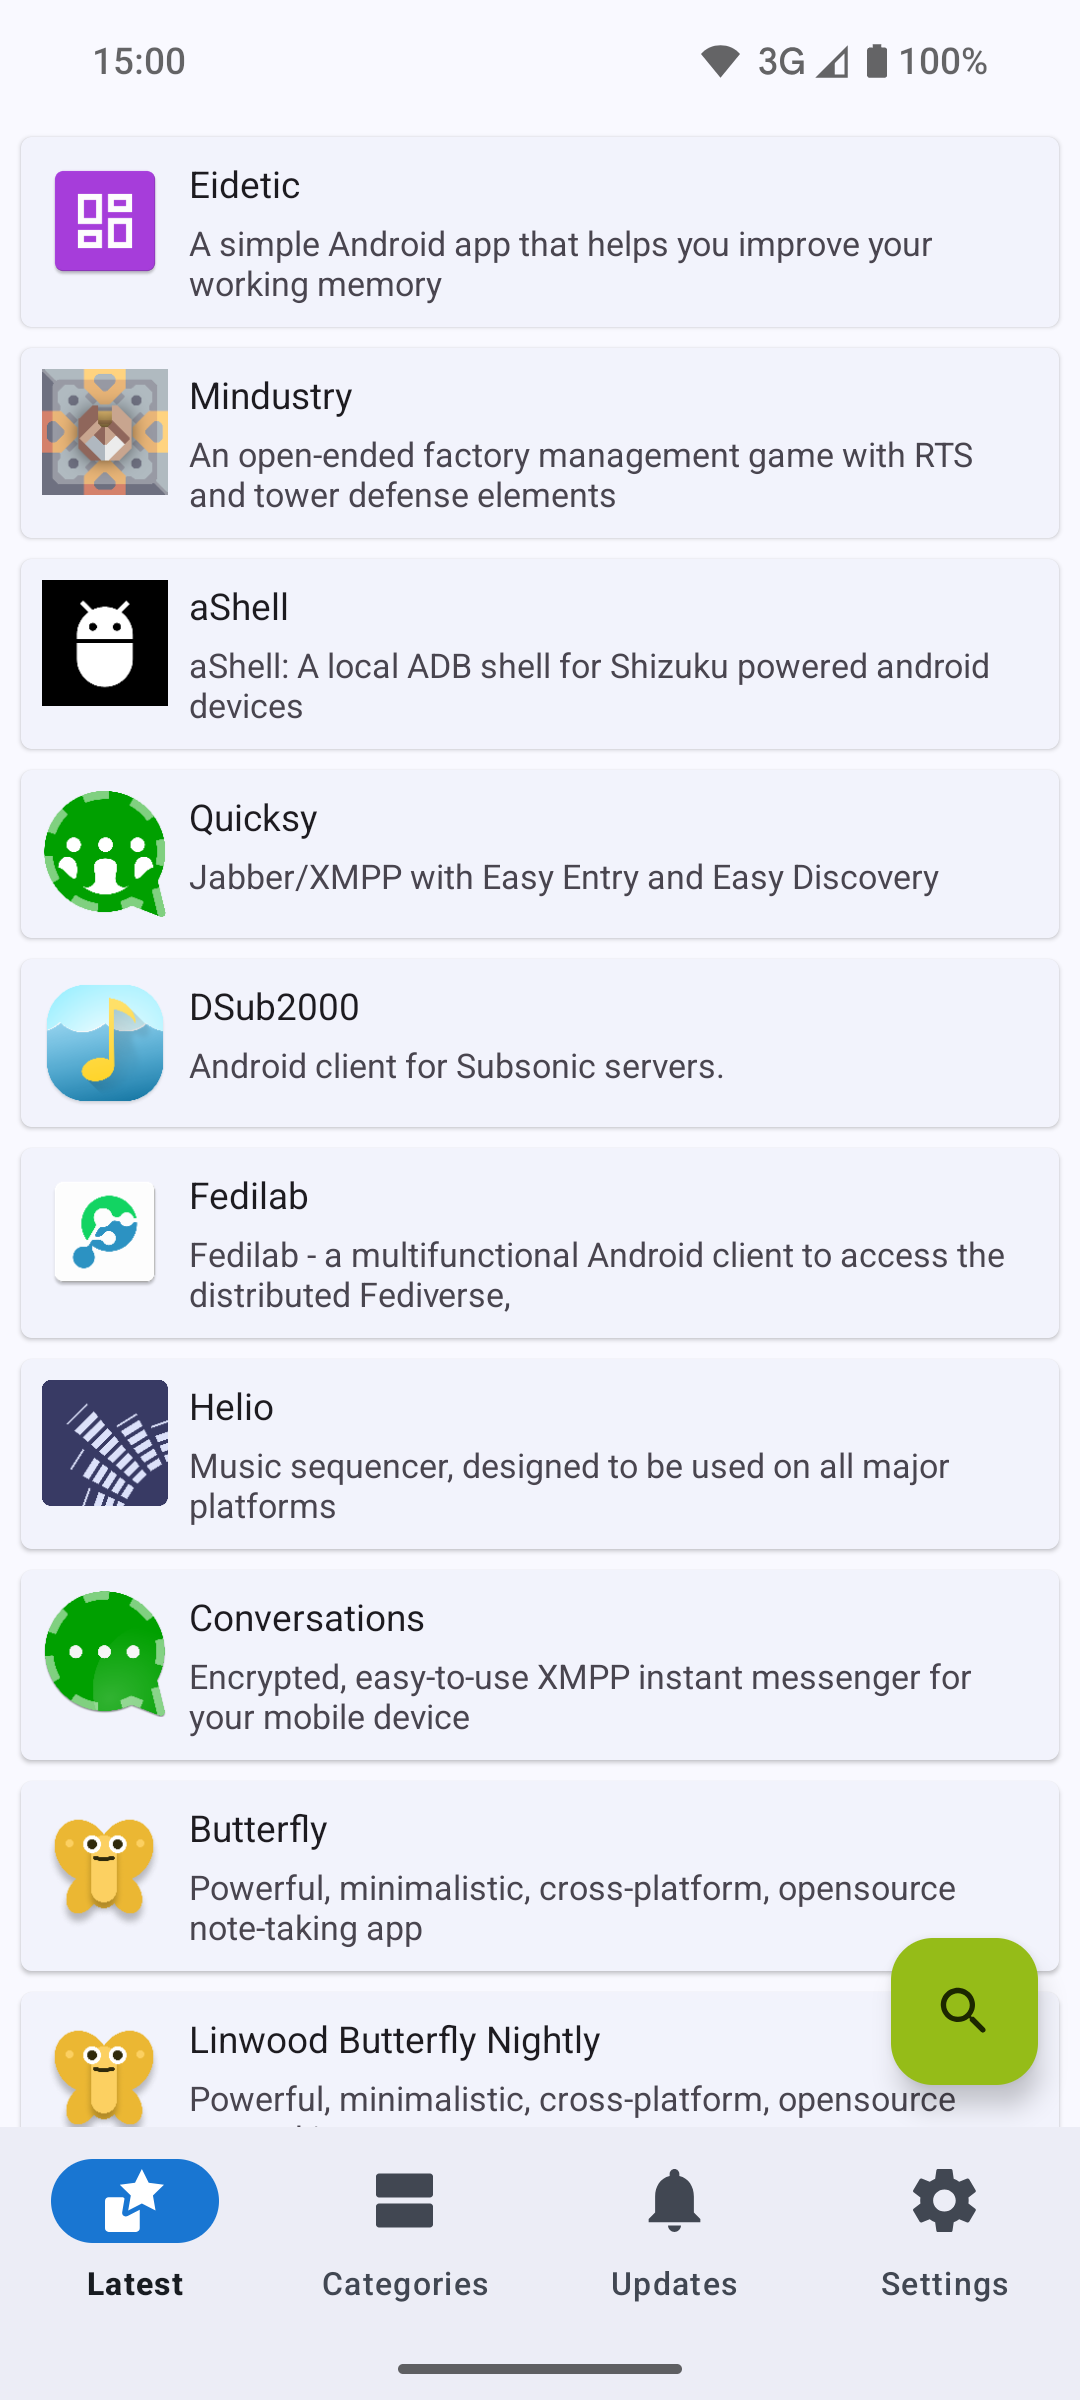 15:00
3G
100%
Eidetic
A simple Android app that helps you improve your
working memory
Mindustry
An open-ended factory management game with RTS
and tower defense elements
aShell
aShell: A local ADB shell for Shizuku powered android
devices
Quicksy
Jabber/XMPP with Easy Entry and Easy Discovery
DSub2000
Android client for Subsonic servers.
Fedilab
Fedilab - a multifunctional Android client to access the
distributed Fediverse,
Helio
Music sequencer, designed to be used on all major
platforms
Conversations
Encrypted, easy-to-use XMPP instant messenger for
your mobile device
Butterfly
Powerful, minimalistic, cross-platform, opensource
note-taking app
Linwood Butterfly Nightly
Powerful, minimalistic, cross-platform, opensource
Latest
Categories
Updates
Settings